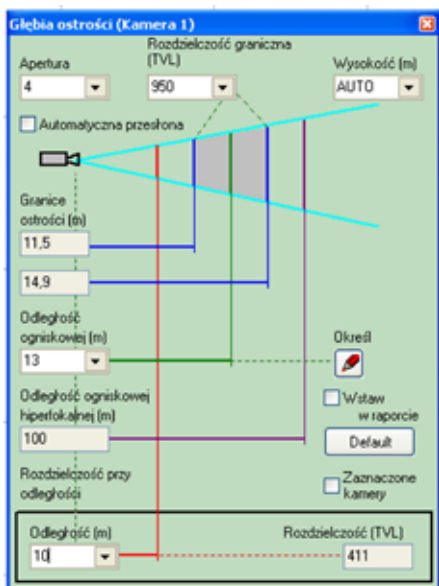 Głębia ostrości (Kamera 1)
Apertura
Rozdzielczość graniczna
(TVL)
Wysokość (m)
4
950
AUTO
Automatyczna przesłona
Granice
ostrości (m)
11,5
14,9
Odległość
ogniskowej (m)
Określ
13
Odległość ogniskowej
hiperfokalnej (m)
Wstaw
w raporcie
100
Default
Rozdzielczość przy
odległości
Zaznaczone
kamery
Odległość (m)
Rozdzielczość (TVL)
10
411